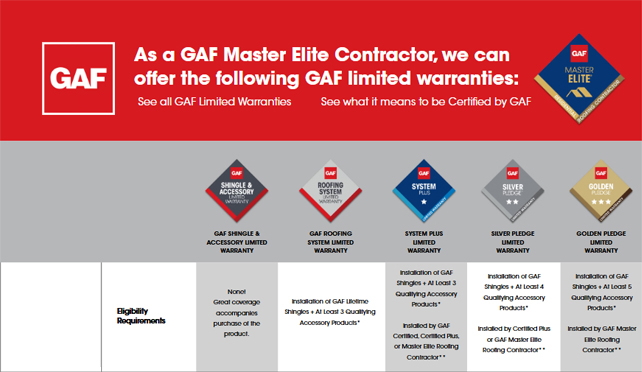 GAF
As a GAF Master Elite Contractor, we can
offer the following GAF limited warranties:
See all GAF Limited Warranties
See what it means to be Certified by GAF
GAF
MASTER
ELITE
ROOFING CONTRACTOR
GAF
SHINGLE &
ACCESSORY
LIMITED
WARRANTY
GAF
ROOFING
SYSTEM
LIMITED
WARRANTY
GAF
SYSTEM
PLUS
LIMITED WARRANTY
GAF
SILVER
PLEDGE
LIMITED WARRANTY
GAF
GOLDEN
PLEDGE
LIMITED WARRANTY
GAF SHINGLE &
ACCESSORY LIMITED
WARRANTY
GAF ROOFING
SYSTEM LIMITED
WARRANTY
SYSTEM PLUS
LIMITED
WARRANTY
SILVER PLEDGE
LIMITED
WARRANTY
GOLDEN PLEDGE
LIMITED
WARRANTY
Eligibility
Requirements
None!
Great coverage
accompanies
purchase of the
product.
Installation of GAF Lifetime
Shingles + At Least 3 Qualifying
Accessory Products*
Installation of GAF
Shingles + At Least 3
Qualifying Accessory
Products*
Installed by GAF
Certified, Certified Plus,
or Master Elite Roofing
Contractor**
Installation of GAF
Shingles + At Least 4
Qualifying Accessory
Products*
Installed by Certified Plus
or GAF Master Elite
Roofing Contractor**
Installation of GAF
Shingles + At Least 5
Qualifying Accessory
Products*
Installed by GAF Master
Elite Roofing
Contractor**